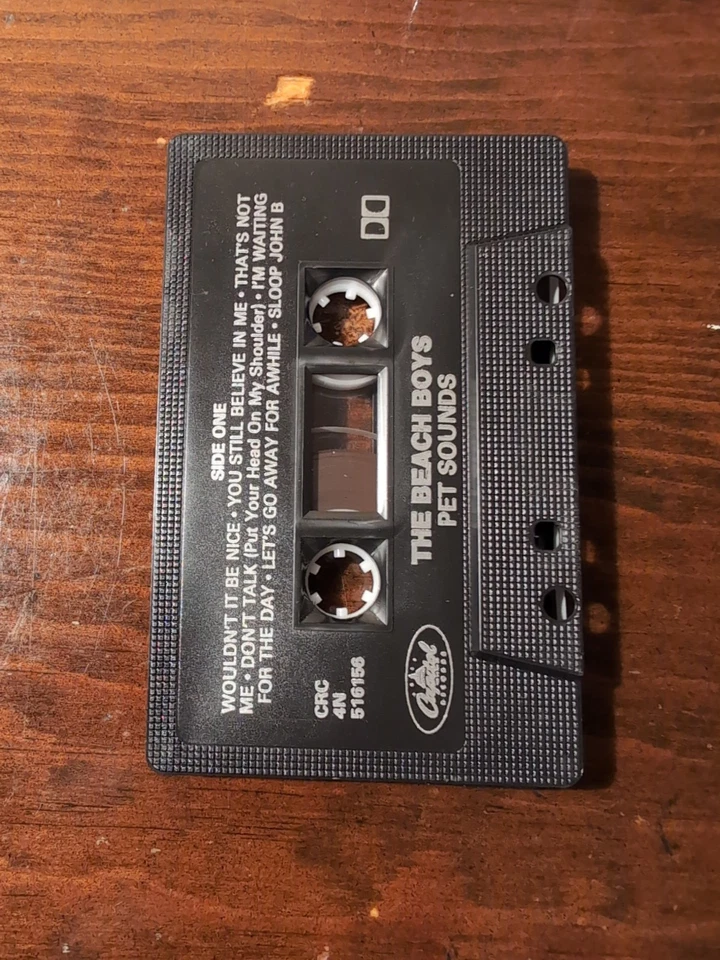 SIDE ONE
WOULDN'T IT BE NICE • YOU STILL BELIEVE IN ME • THAT'S NOT
ME • DON'T TALK (Put Your Head On My Shoulder) • I'M WAITING
FOR THE DAY • LET'S GO AWAY FOR AWHILE • SLOOP JOHN B
CRC
4N
516156
THE BEACH BOYS
PET SOUNDS
Capitol
RECORDS